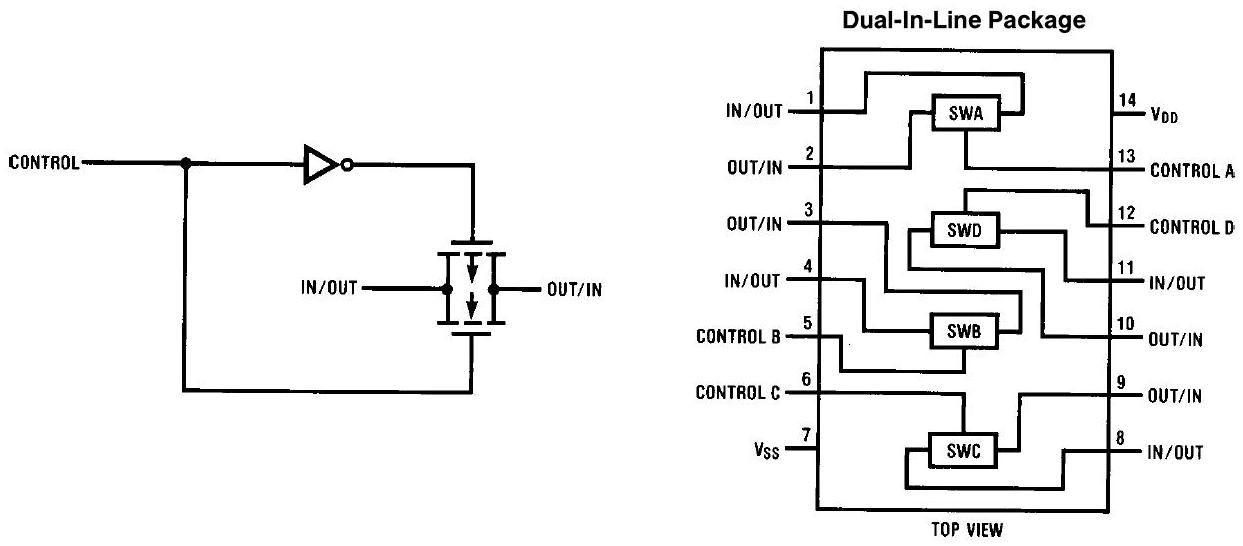 Dual-In-Line Package
CONTROL
IN/OUT
OUT/IN
IN/OUT 1
OUT/IN 2
OUT/IN 3
IN/OUT 4
CONTROL B 5
CONTROL C 6
VSS 7
SWA
SWD
SWB
SWC
14 VDD
13 CONTROL A
12 CONTROL D
11 IN/OUT
10 OUT/IN
9 OUT/IN
8 IN/OUT
TOP VIEW